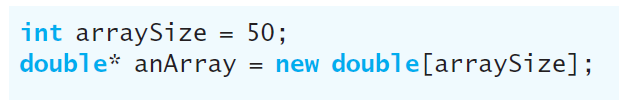 int arraySize = 50;
double* anArray = new double[arraySize];